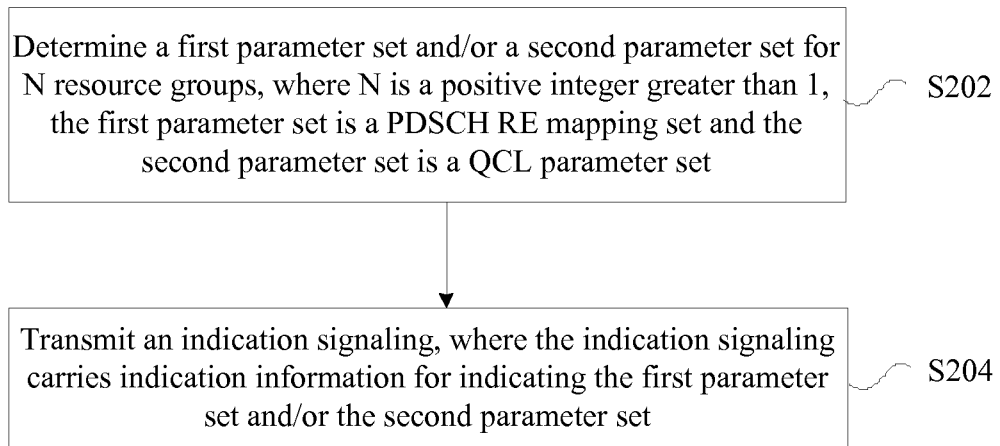 Determine a first parameter set and/or a second parameter set for
N resource groups, where N is a positive integer greater than 1,
the first parameter set is a PDSCH RE mapping set and the
second parameter set is a QCL parameter set
S202
Transmit an indication signaling, where the indication signaling
carries indication information for indicating the first parameter
set and/or the second parameter set
S204